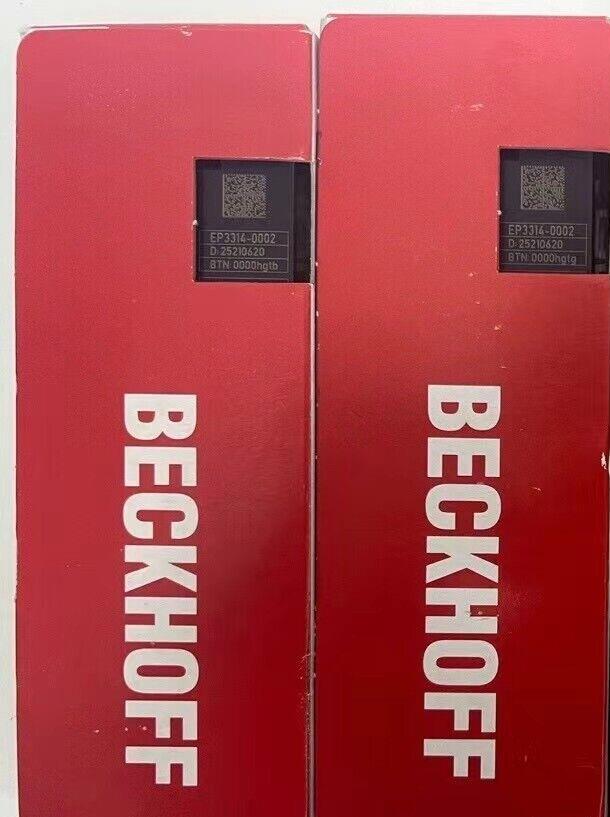 EP3314-0002
D: 25210620
BTN: 0000hgtb
BECKHOFF
EP3314-0002
D: 25210620
BTN: 0000hgtg
BECKHOFF